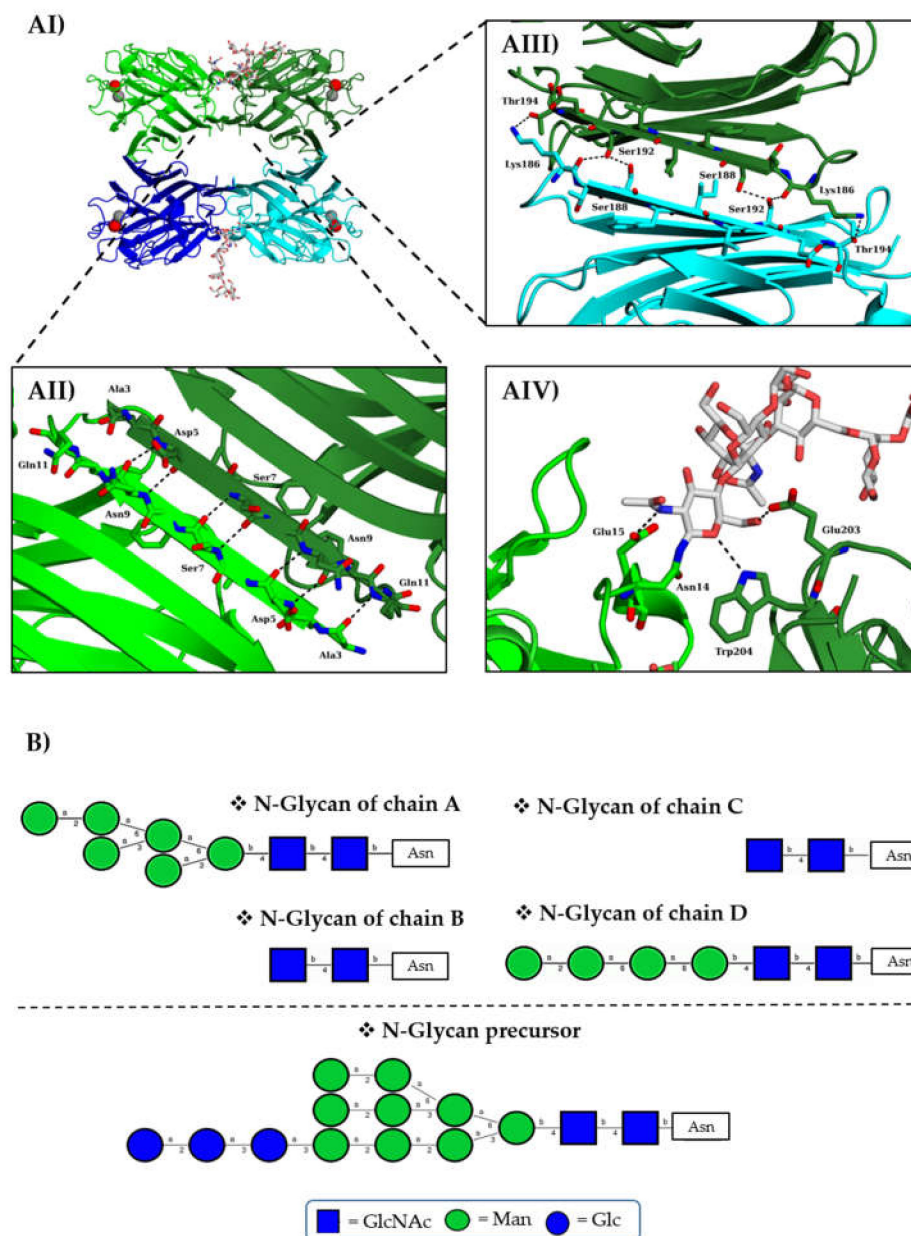 AI)
AIII)
Thr194
Lys186
Ser192
Ser188
Lys186
Ser188
Ser192
Thr194
AII)
Ala3
Asp5
Gln11
Ser7
Asn9
Asn9
Ser7
Gln11
Asp5
Ala3
AIV)
Glu15
Glu203
Asn14
Trp204
B)
❖ N-Glycan of chain A
❖ N-Glycan of chain C
Asn
Asn
❖ N-Glycan of chain B
❖ N-Glycan of chain D
Asn
Asn
❖ N-Glycan precursor
Asn
= GlcNAc = Man = Glc